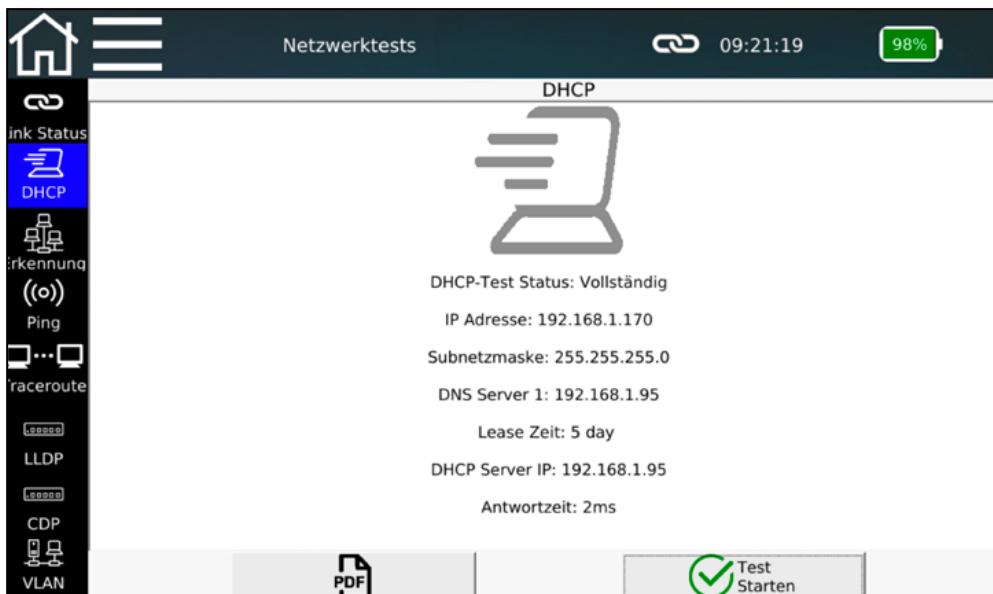 Netzwerktests 09:21:19 98%
DHCP
ink Status
DHCP
rkennung
Ping
raceroute
LLDP
CDP
VLAN
DHCP-Test Status: Vollständig
IP Adresse: 192.168.1.170
Subnetzmaske: 255.255.255.0
DNS Server 1: 192.168.1.95
Lease Zeit: 5 day
DHCP Server IP: 192.168.1.95
Antwortzeit: 2ms
PDF
Test
Starten